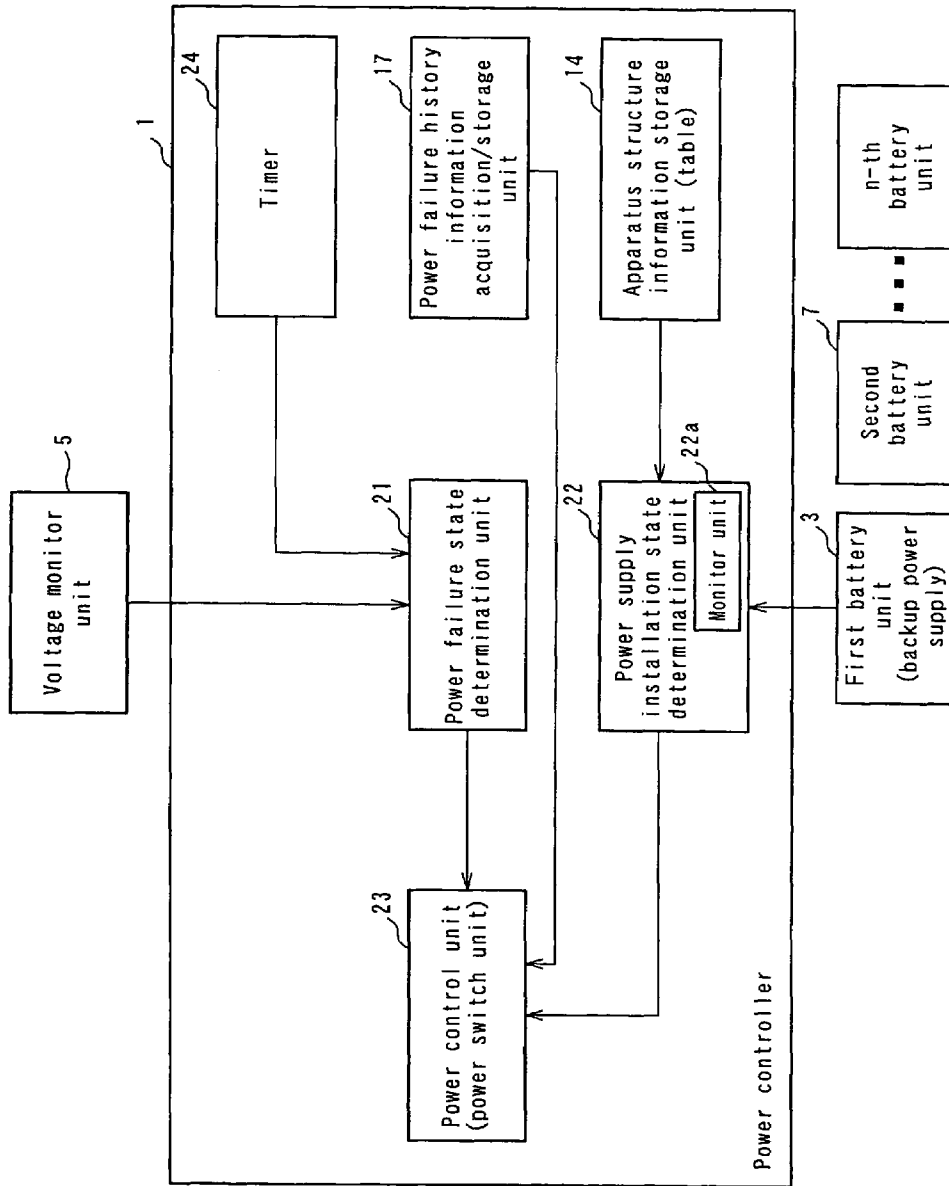 5
Voltage monitor
unit
1
24
Timer
21
Power failure state
determination unit
17
Power failure history
information
acquisition/storage
unit
23
Power control unit
(power switch unit)
22
Power supply
installation state
determination unit
22a
Monitor unit
14
Apparatus structure
information storage
unit (table)
Power controller
3
First battery
unit
(backup power
supply)
7
Second
battery
unit
n-th
battery
unit